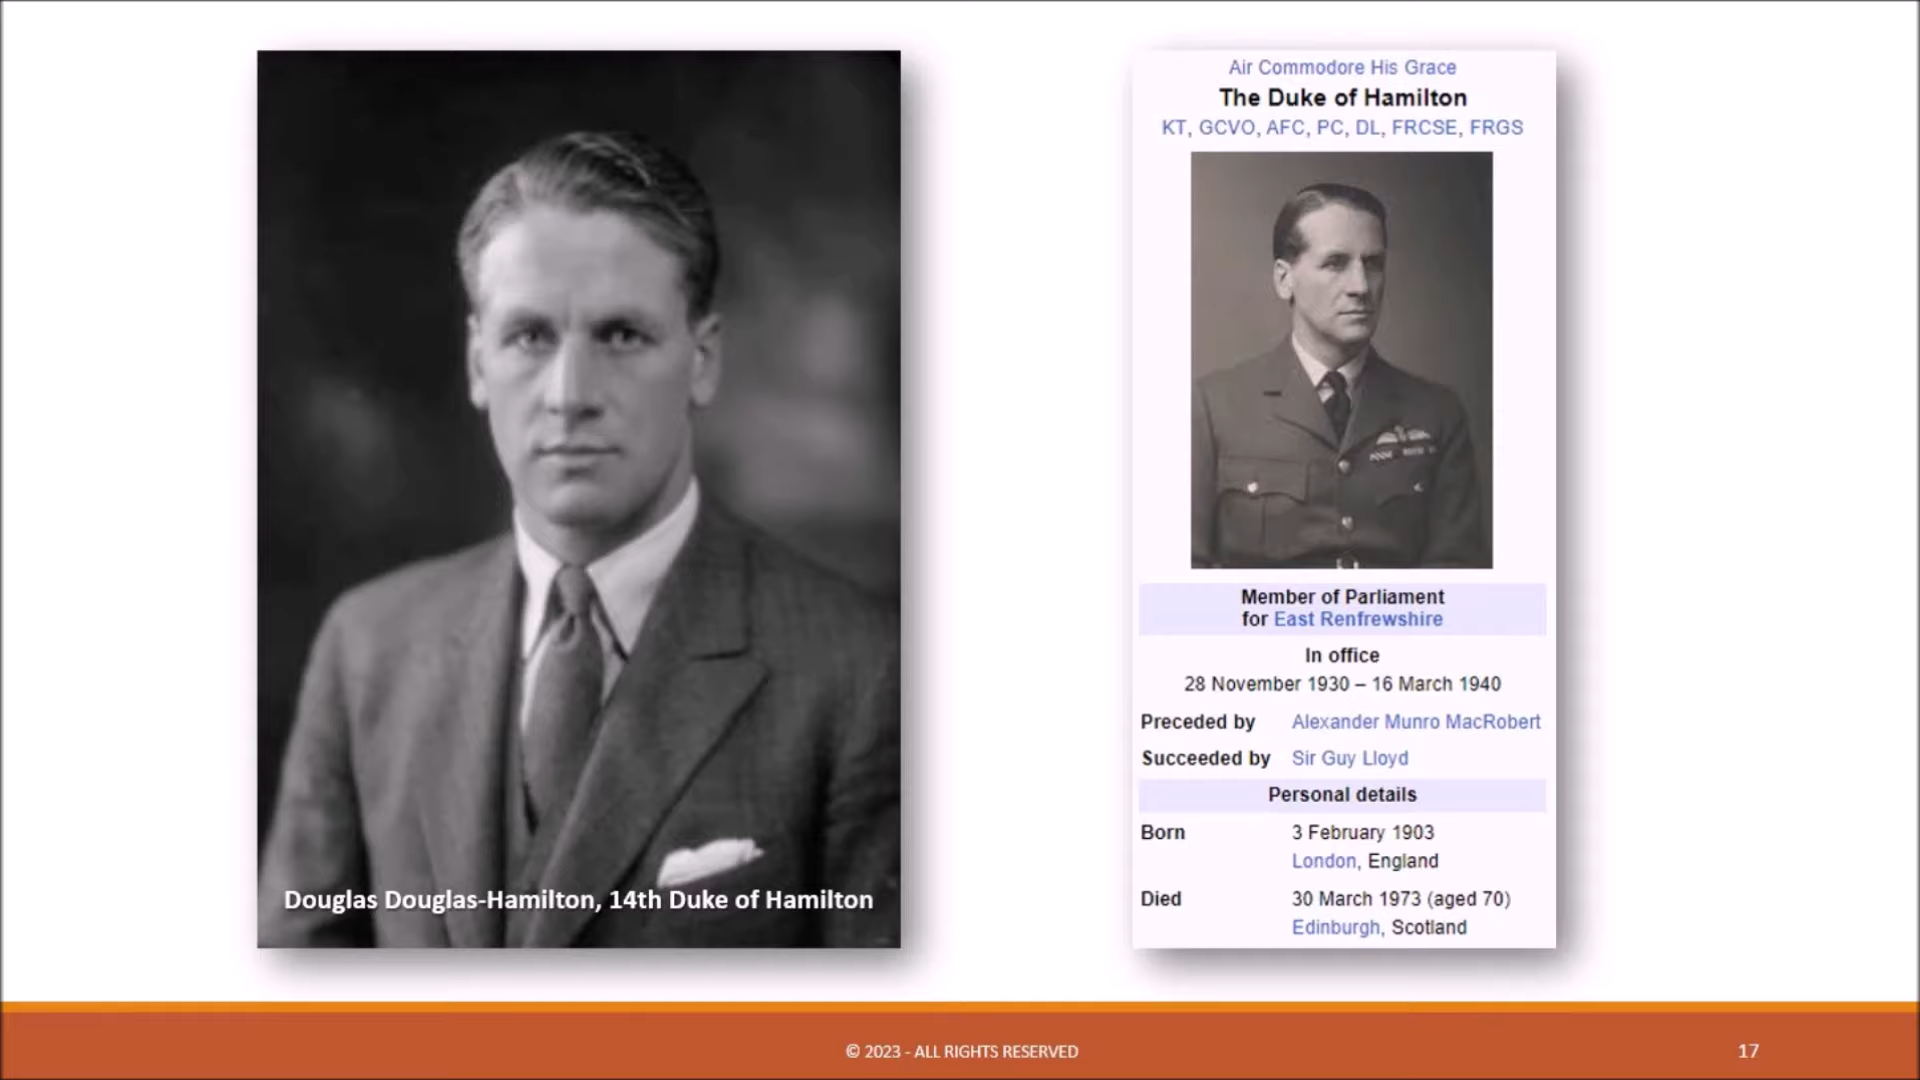 Douglas Douglas-Hamilton, 14th Duke of Hamilton
Air Commodore His Grace
The Duke of Hamilton
KT, GCVO, AFC, PC, DL, FRCSE, FRGS
Member of Parliament
for East Renfrewshire
In office
28 November 1930 – 16 March 1940
Preceded by Alexander Munro MacRobert
Succeeded by Sir Guy Lloyd
Personal details
Born 3 February 1903
London, England
Died 30 March 1973 (aged 70)
Edinburgh, Scotland
© 2023 - ALL RIGHTS RESERVED
17